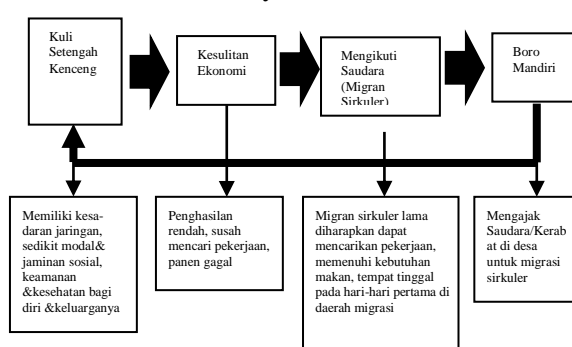 Kuli
Setengah
Kenceng
Kesulitan
Ekonomi
Mengikuti
Saudara
(Migran
Sirkuler)
Boro
Mandiri
Memiliki kesa-
daran jaringan,
sedikit modal&
jaminan sosial,
keamanan
&kesehatan bagi
diri &keluarganya
Penghasilan
rendah, susah
mencari pekerjaan,
panen gagal
Migran sirkuler lama
diharapkan dapat
mencarikan pekerjaan,
memenuhi kebutuhan
makan, tempat tinggal
pada hari-hari pertama di
daerah migrasi
Mengajak
Saudara/Kerab
at di desa
untuk migrasi
sirkuler